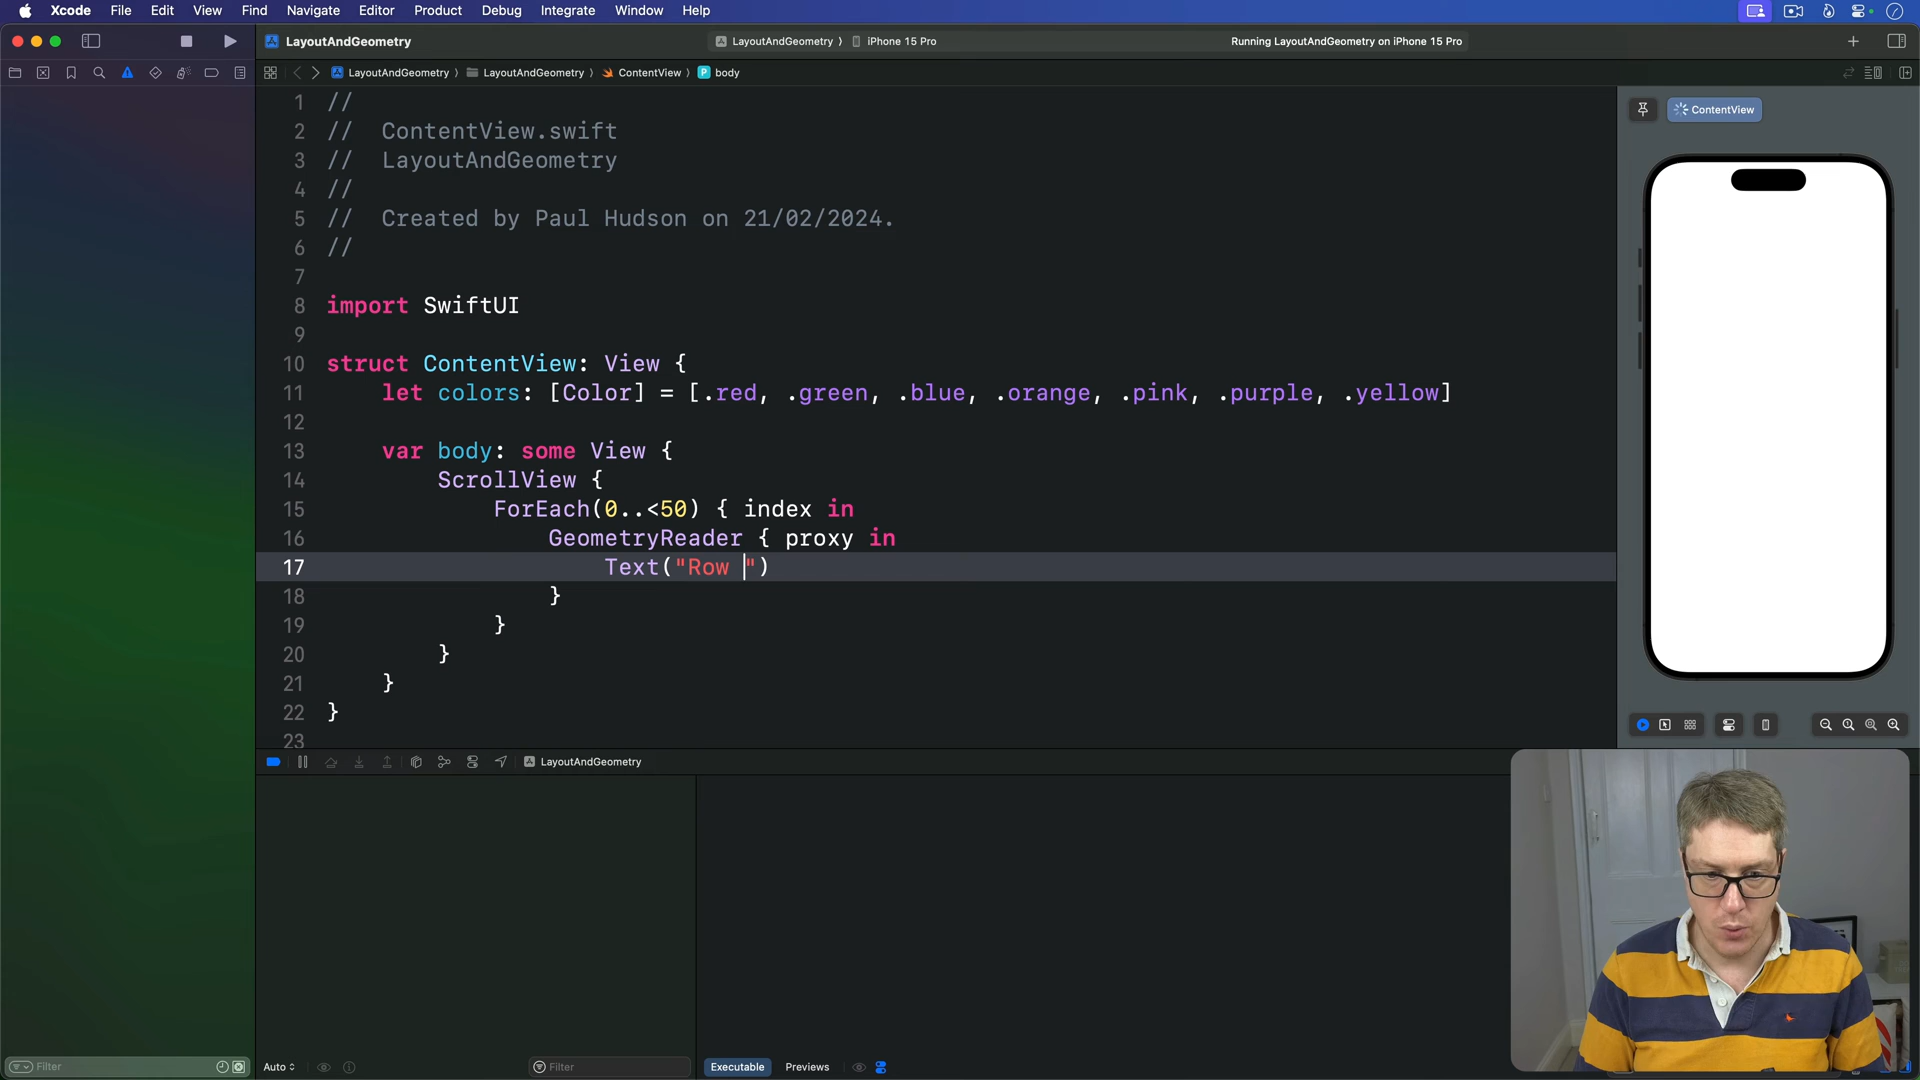 Xcode File Edit View Find Navigate Editor Product Debug Integrate Window Help
LayoutAndGeometry
LayoutAndGeometry 〉 iPhone 15 Pro
Running LayoutAndGeometry on iPhone 15 Pro
LayoutAndGeometry 〉 LayoutAndGeometry 〉 ContentView 〉 P body
ContentView
1 //
2 //  ContentView.swift
3 //  LayoutAndGeometry
4 //
5 //  Created by Paul Hudson on 21/02/2024.
6 //
7
8 import SwiftUI
9
10 struct ContentView: View {
11     let colors: [Color] = [.red, .green, .blue, .orange, .pink, .purple, .yellow]
12
13     var body: some View {
14         ScrollView {
15             ForEach(0..<50) { index in
16                 GeometryReader { proxy in
17                     Text("Row ")
18                 }
19             }
20         }
21     }
22 }
23
LayoutAndGeometry
Filter
Auto
Filter
Executable Previews